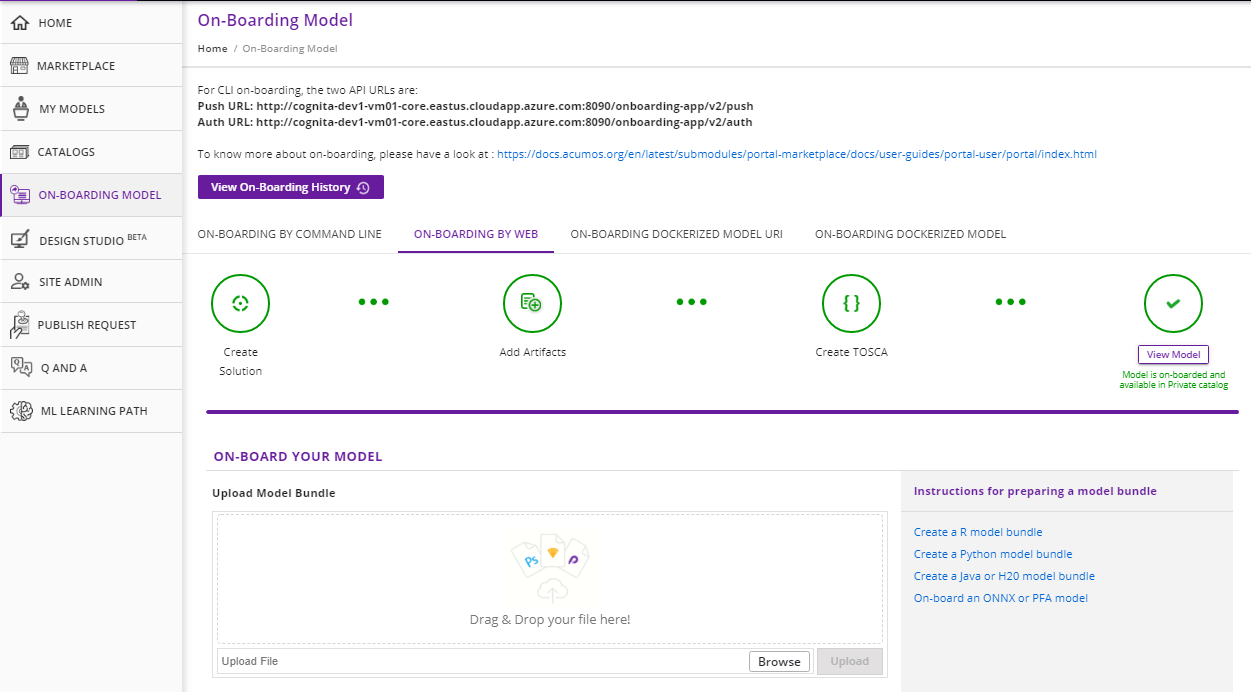 HOME
MARKETPLACE
MY MODELS
CATALOGS
ON-BOARDING MODEL
DESIGN STUDIO BETA
SITE ADMIN
PUBLISH REQUEST
Q AND A
ML LEARNING PATH
On-Boarding Model
Home / On-Boarding Model
For CLI on-boarding, the two API URLs are:
Push URL: http://cognita-dev1-vm01-core.eastus.cloudapp.azure.com:8090/onboarding-app/v2/push
Auth URL: http://cognita-dev1-vm01-core.eastus.cloudapp.azure.com:8090/onboarding-app/v2/auth
To know more about on-boarding, please have a look at : https://docs.acumos.org/en/latest/submodules/portal-marketplace/docs/user-guides/portal-user/portal/index.html
View On-Boarding History
ON-BOARDING BY COMMAND LINE ON-BOARDING BY WEB ON-BOARDING DOCKERIZED MODEL URI ON-BOARDING DOCKERIZED MODEL
Create
Solution
Add Artifacts
Create TOSCA
View Model
Model is on-boarded and
available in Private catalog
ON-BOARD YOUR MODEL
Upload Model Bundle
Ps
Drag & Drop your file here!
Upload File Browse Upload
Instructions for preparing a model bundle
Create a R model bundle
Create a Python model bundle
Create a Java or H20 model bundle
On-board an ONNX or PFA model